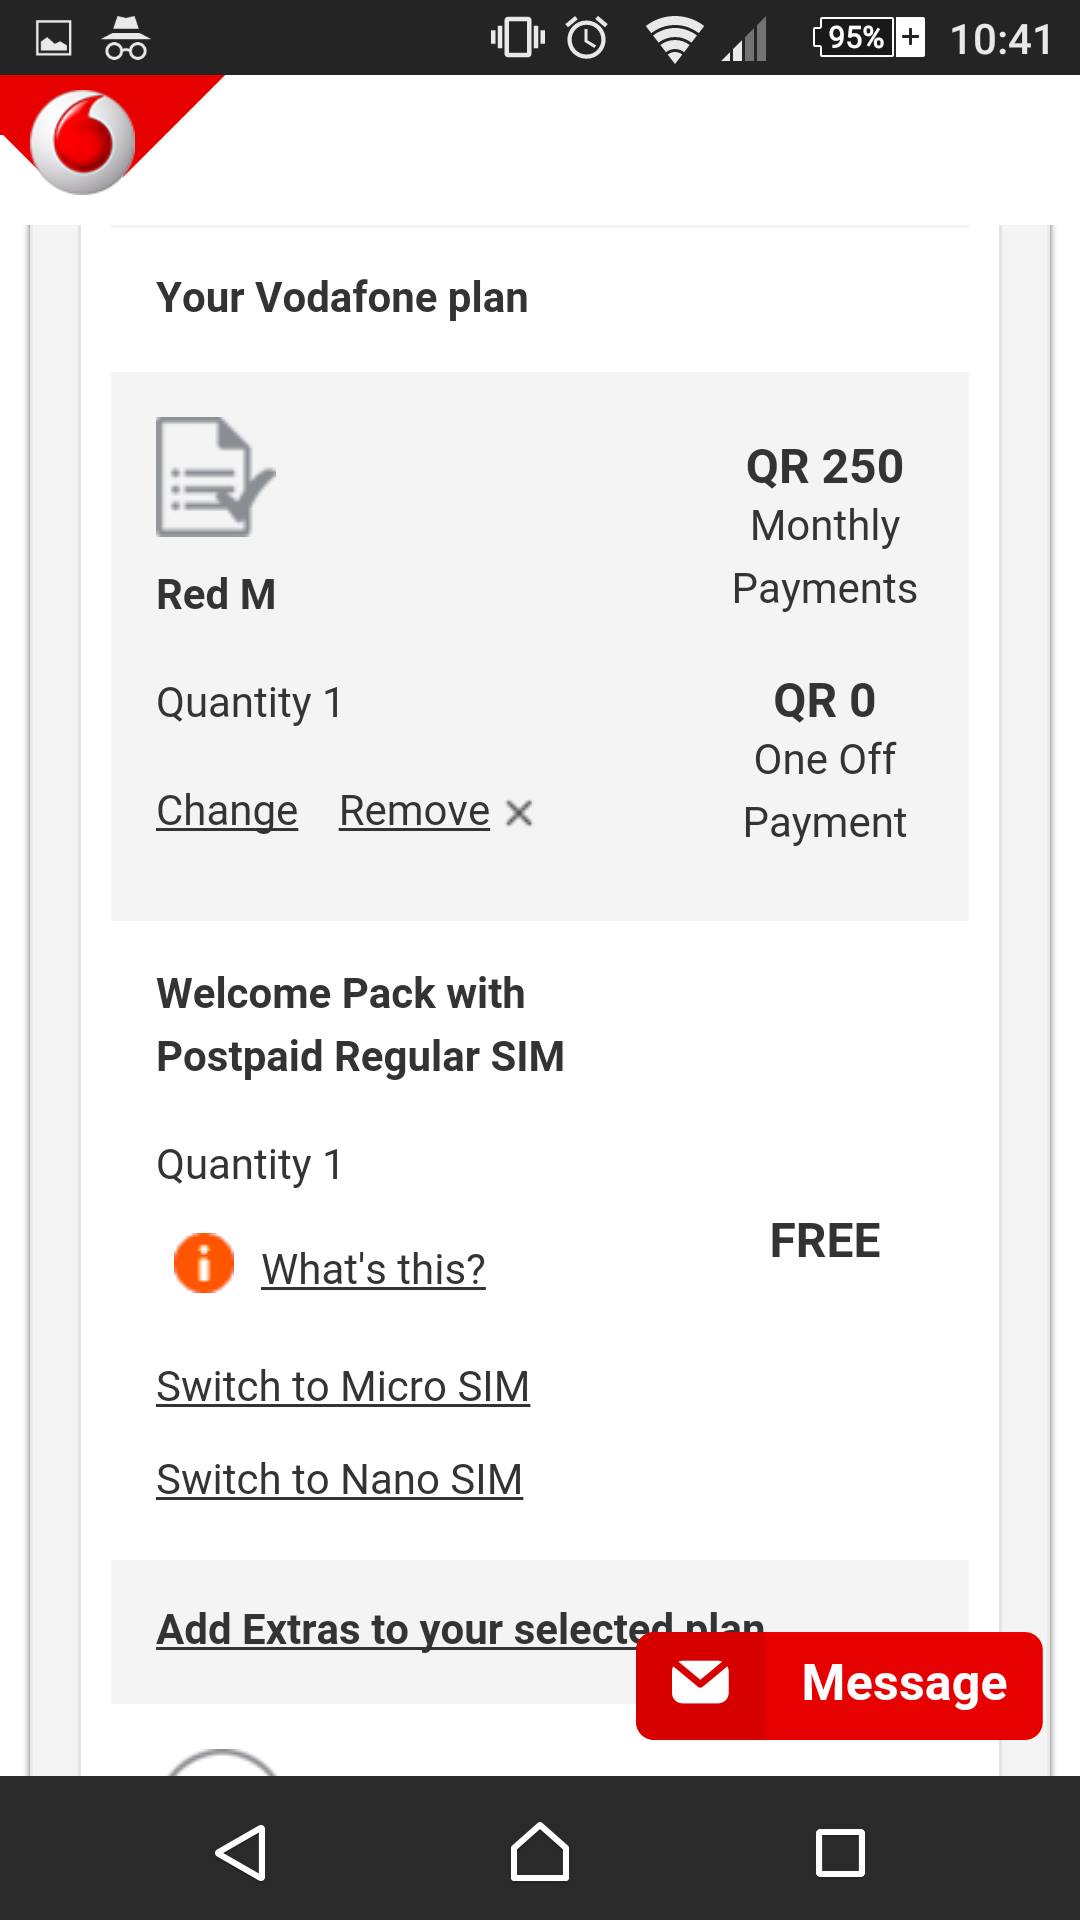 95%
10:41
Your Vodafone plan
QR 250
Monthly
Payments
Red M
Quantity 1
QR 0
One Off
Payment
Change Remove
Welcome Pack with
Postpaid Regular SIM
Quantity 1
FREE
i What's this?
Switch to Micro SIM
Switch to Nano SIM
Add Extras to your selected plan
Message